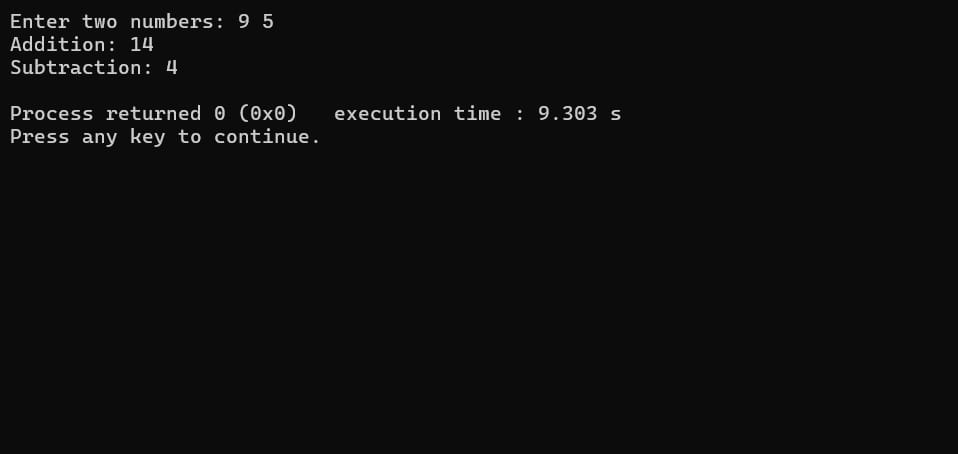 Enter two numbers: 9 5
Addition: 14
Subtraction: 4
Process returned 0 (0x0)   execution time : 9.303 s
Press any key to continue.